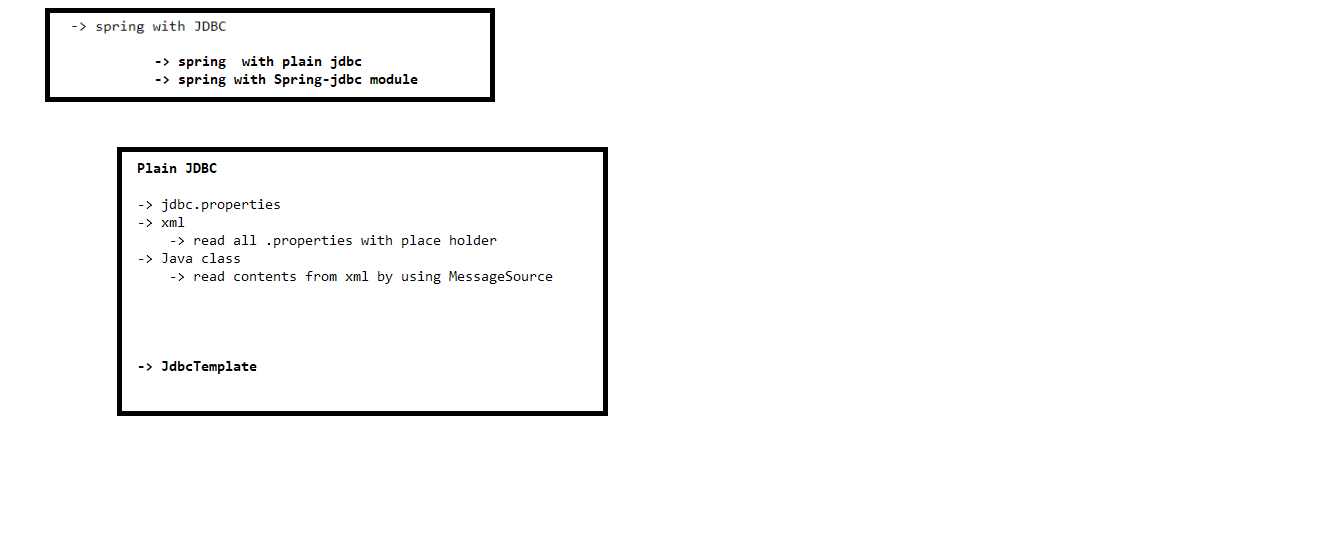 -> spring with JDBC
-> spring  with plain jdbc
-> spring with Spring-jdbc module
Plain JDBC
-> jdbc.properties
-> xml
-> read all .properties with place holder
-> Java class
-> read contents from xml by using MessageSource
-> JdbcTemplate